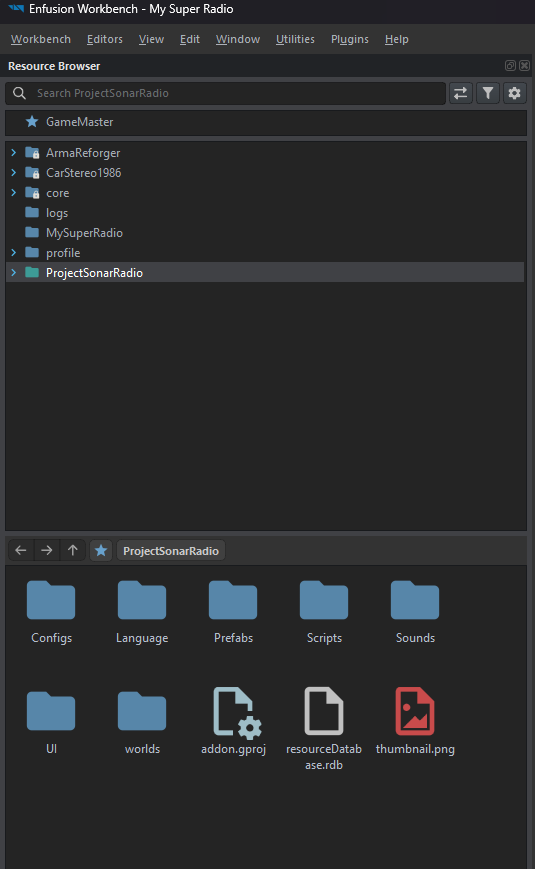 Enfusion Workbench - My Super Radio
Workbench Editors View Edit Window Utilities Plugins Help
Resource Browser
Search ProjectSonarRadio
GameMaster
ArmaReforger
CarStereo1986
core
logs
MySuperRadio
profile
ProjectSonarRadio
ProjectSonarRadio
Configs Language Prefabs Scripts Sounds
UI worlds addon.gproj resourceDatab thumbnail.png
ase.rdb